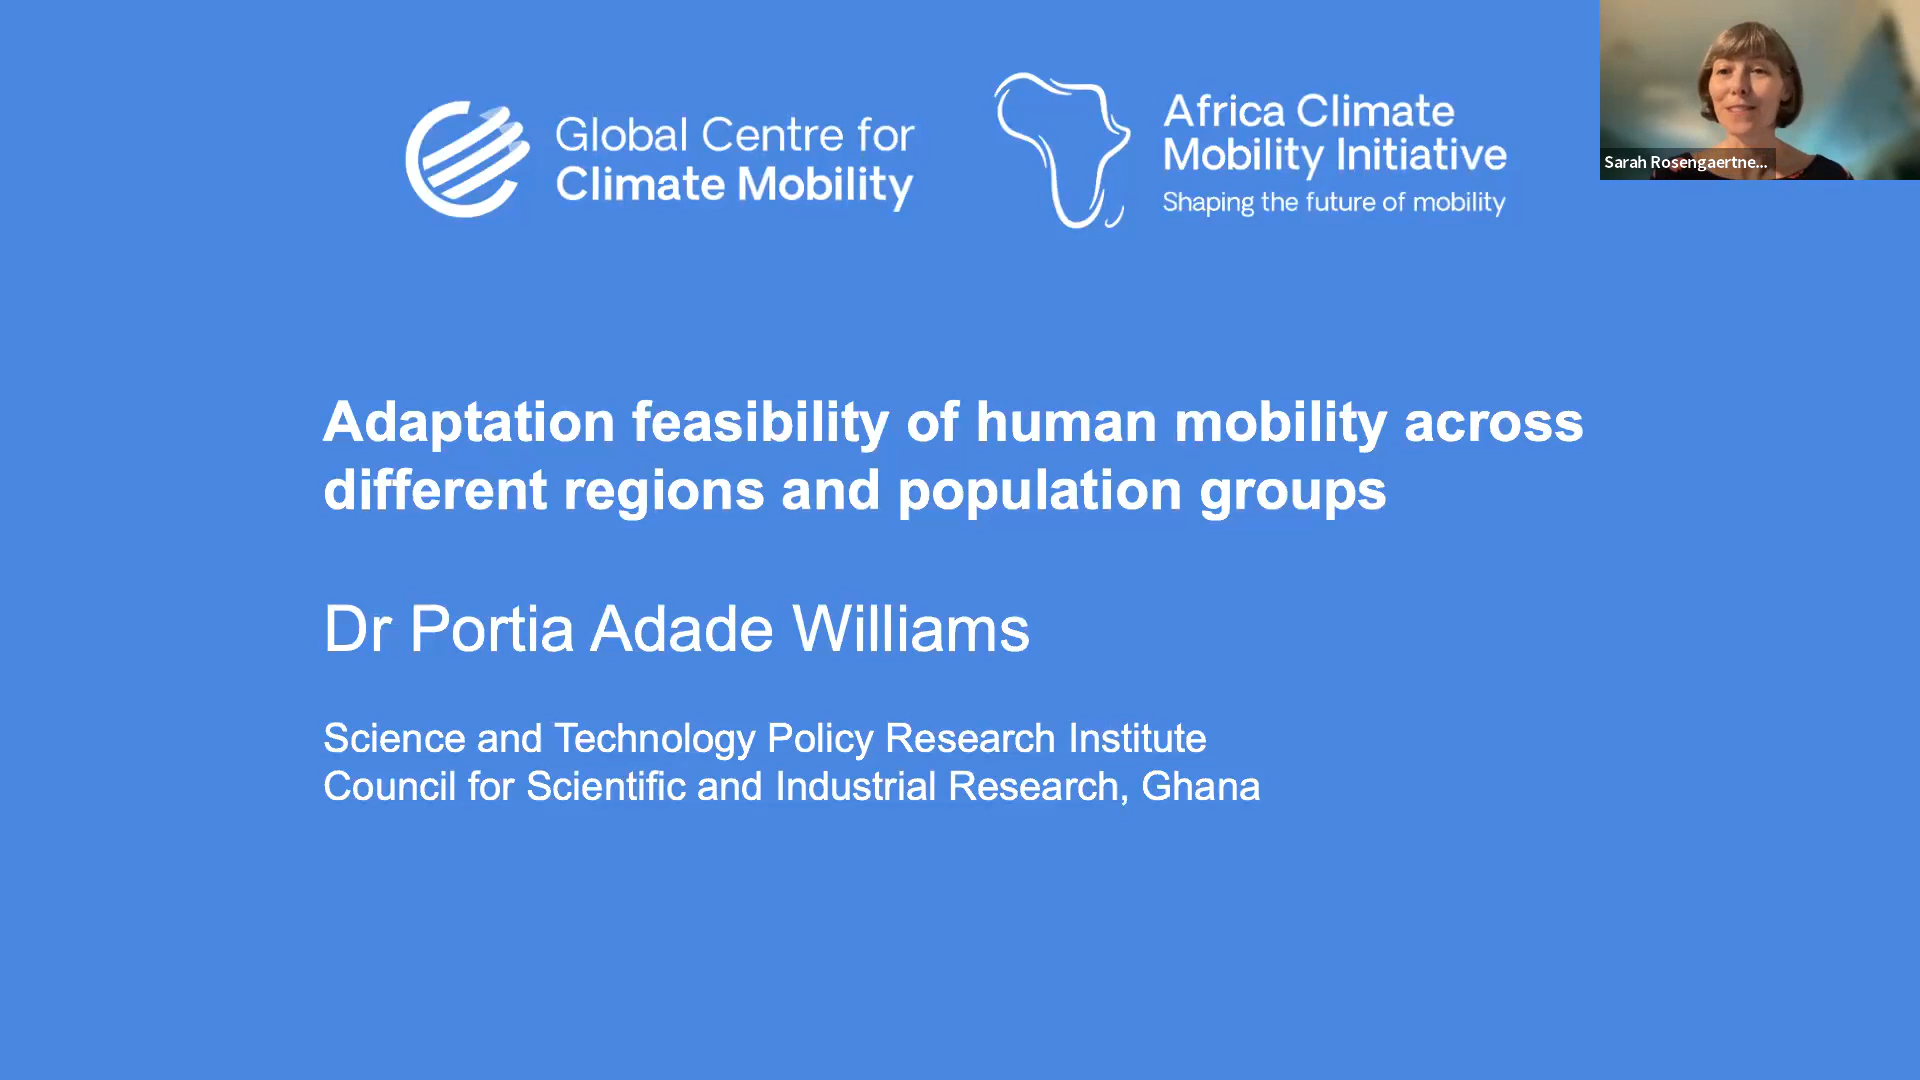 Global Centre for
Climate Mobility
Africa Climate
Mobility Initiative
Shaping the future of mobility
Sarah Rosengaertne...
Adaptation feasibility of human mobility across
different regions and population groups
Dr Portia Adade Williams
Science and Technology Policy Research Institute
Council for Scientific and Industrial Research, Ghana